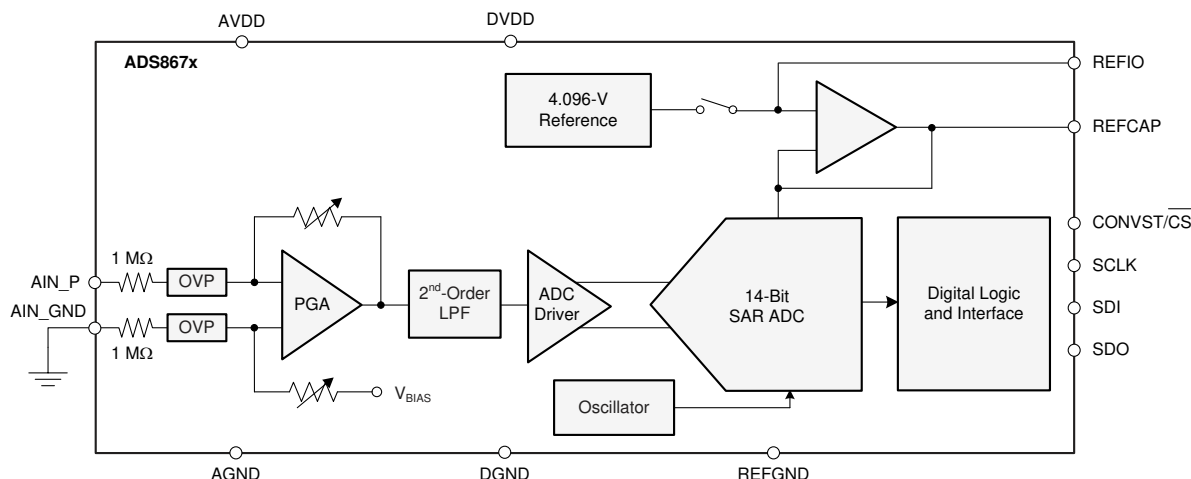 AVDD
DVDD
ADS867x
4.096-V
Reference
REFIO
REFCAP
CONVST/CS
SCLK
SDI
SDO
1 MΩ
AIN_P
OVP
AIN_GND
OVP
1 MΩ
PGA
VBIAS
2nd-Order
LPF
ADC
Driver
14-Bit
SAR ADC
Digital Logic
and Interface
Oscillator
AGND
DGND
REFGND